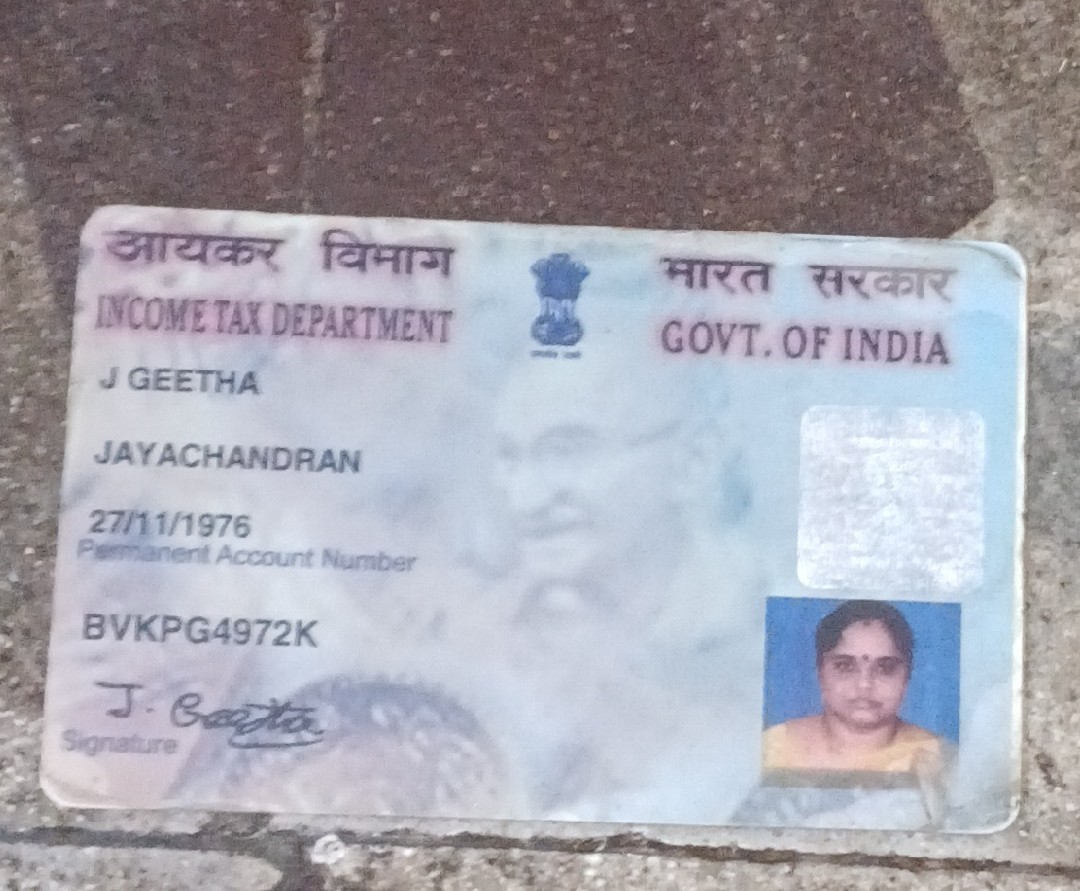 आयकर विभाग
INCOME TAX DEPARTMENT
भारत सरकार
GOVT. OF INDIA
J GEETHA
JAYACHANDRAN
27/11/1976
Permanent Account Number
BVKPG4972K
J. Geetha
Signature